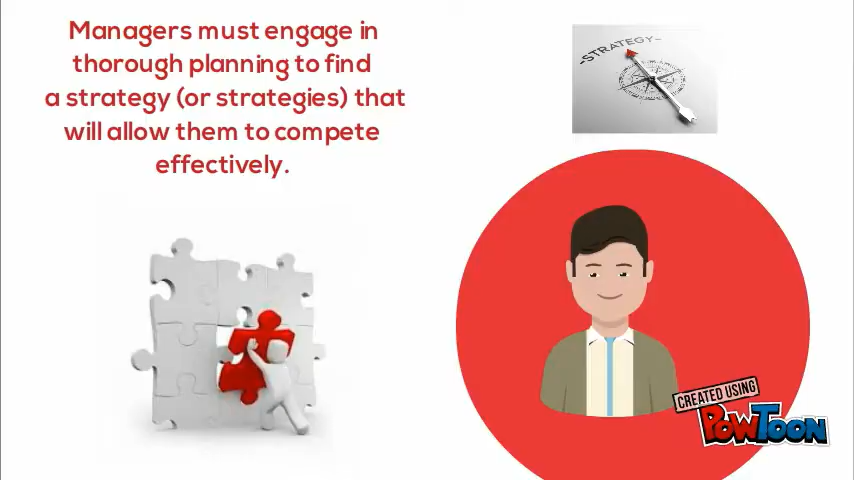 Managers must engage in
thorough planning to find
a strategy (or strategies) that
will allow them to compete
effectively.
STRATEGY
CREATED USING
POWTOON